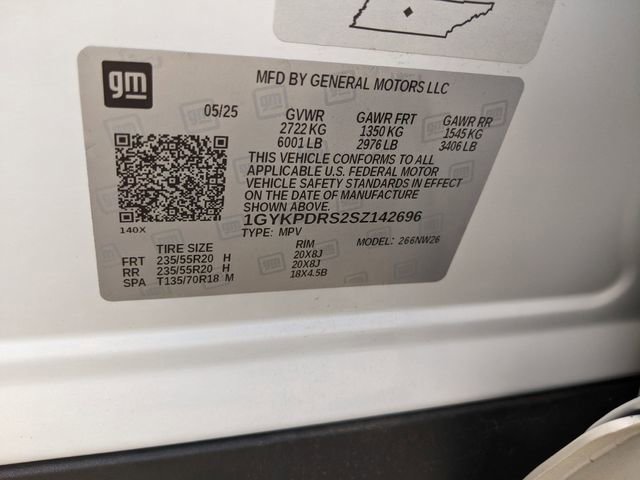 gm
MFD BY GENERAL MOTORS LLC
05/25 GVWR GAWR FRT GAWR RR
2722 KG 1350 KG 1545 KG
6001 LB 2976 LB 3406 LB
THIS VEHICLE CONFORMS TO ALL
APPLICABLE U.S. FEDERAL MOTOR
VEHICLE SAFETY STANDARDS IN EFFECT
ON THE DATE OF MANUFACTURE
SHOWN ABOVE.
1GYKPDRS2SZ142696
140X
TYPE: MPV MODEL: 266NW26
TIRE SIZE RIM
FRT 235/55R20 H 20X8J
RR 235/55R20 H 20X8J
SPA T135/70R18 M 18X4.5B